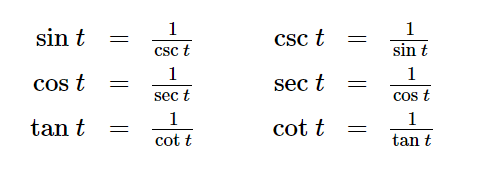 sin t = 1/csc t    csc t = 1/sin t
cos t = 1/sec t    sec t = 1/cos t
tan t = 1/cot t    cot t = 1/tan t